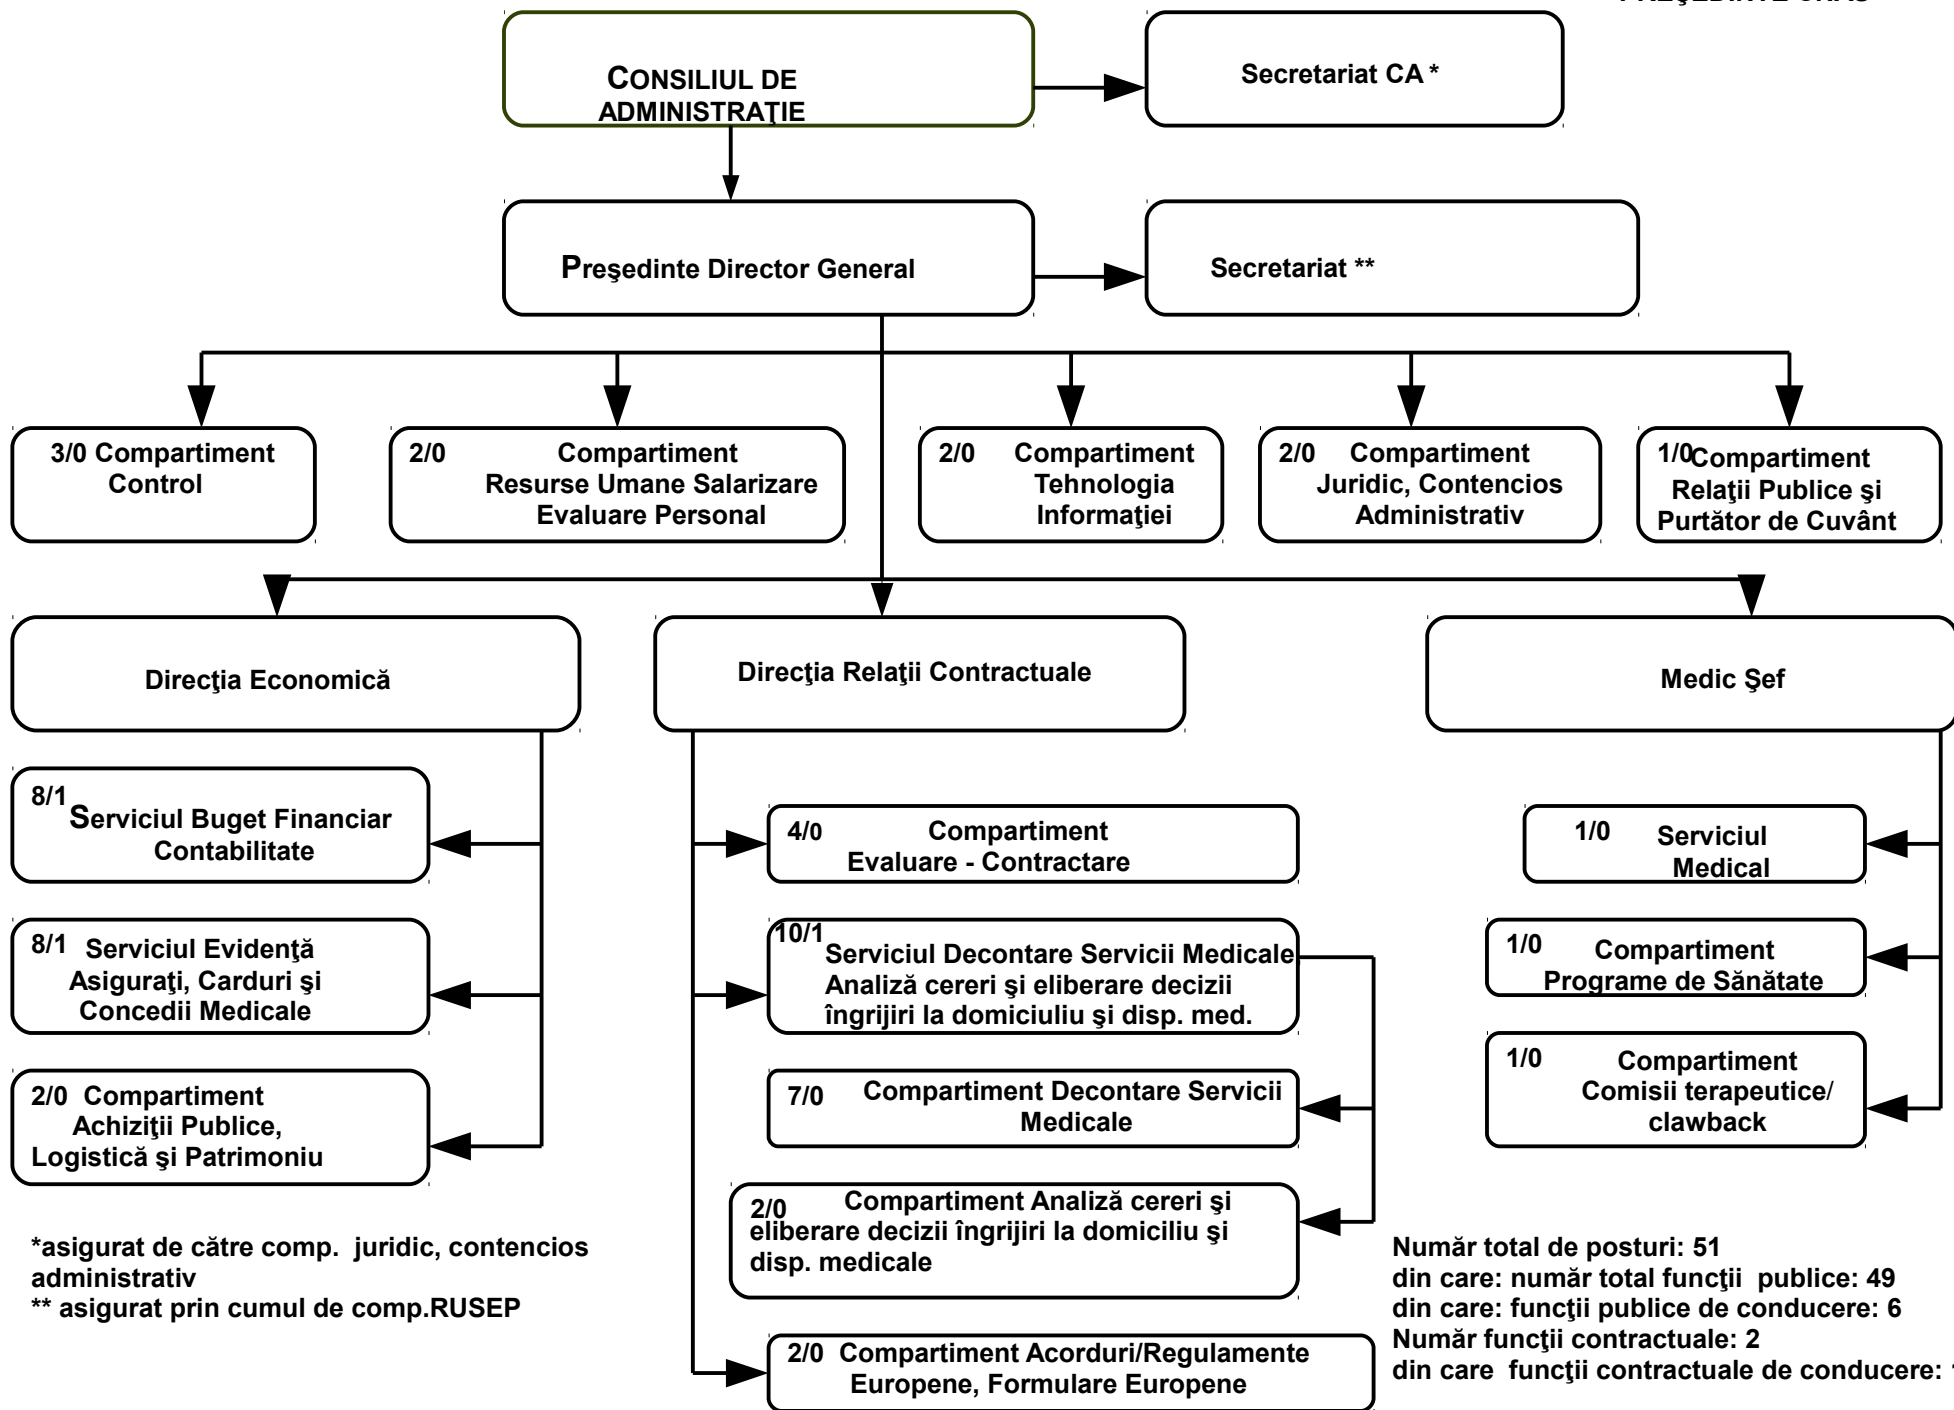 CONSILIUL DE
ADMINISTRAŢIE
Secretariat CA *
Preşedinte Director General
Secretariat **
3/0 Compartiment
Control
2/0 Compartiment
Resurse Umane Salarizare
Evaluare Personal
2/0 Compartiment
Tehnologia
Informaţiei
2/0 Compartiment
Juridic, Contencios
Administrativ
1/0 Compartiment
Relaţii Publice şi
Purtător de Cuvânt
Direcţia Economică
Direcţia Relaţii Contractuale
Medic Şef
8/1
Serviciul Buget Financiar
Contabilitate
8/1 Serviciul Evidenţă
Asiguraţi, Carduri şi
Concedii Medicale
2/0 Compartiment
Achiziţii Publice,
Logistică şi Patrimoniu
4/0 Compartiment
Evaluare - Contractare
10/1
Serviciul Decontare Servicii Medicale
Analiză cereri şi eliberare decizii
îngrijiri la domiciuliu şi disp. med.
7/0 Compartiment Decontare Servicii
Medicale
2/0 Compartiment Analiză cereri şi
eliberare decizii îngrijiri la domiciliu şi
disp. medicale
2/0 Compartiment Acorduri/Regulamente
Europene, Formulare Europene
1/0 Serviciul
Medical
1/0 Compartiment
Programe de Sănătate
1/0 Compartiment
Comisii terapeutice/
clawback
*asigurat de către comp. juridic, contencios
administrativ
** asigurat prin cumul de comp.RUSEP
Număr total de posturi: 51
din care: număr total funcţii publice: 49
din care: funcţii publice de conducere: 6
Număr funcţii contractuale: 2
din care funcţii contractuale de conducere: